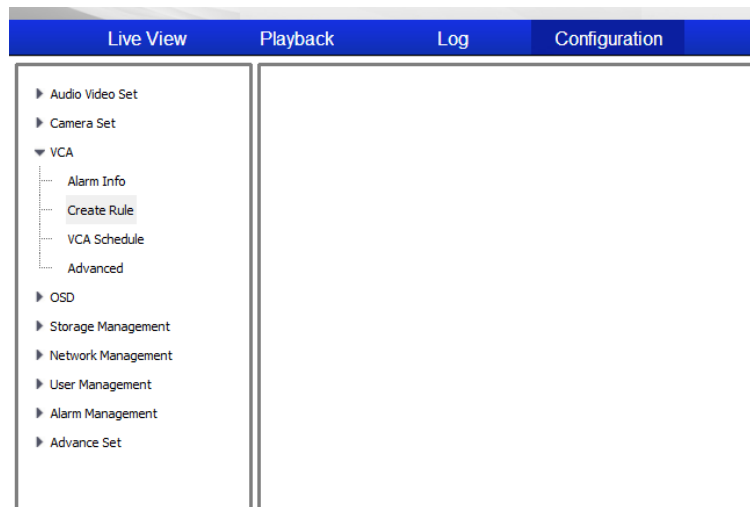 Live View Playback Log Configuration
Audio Video Set
Camera Set
VCA
Alarm Info
Create Rule
VCA Schedule
Advanced
OSD
Storage Management
Network Management
User Management
Alarm Management
Advance Set